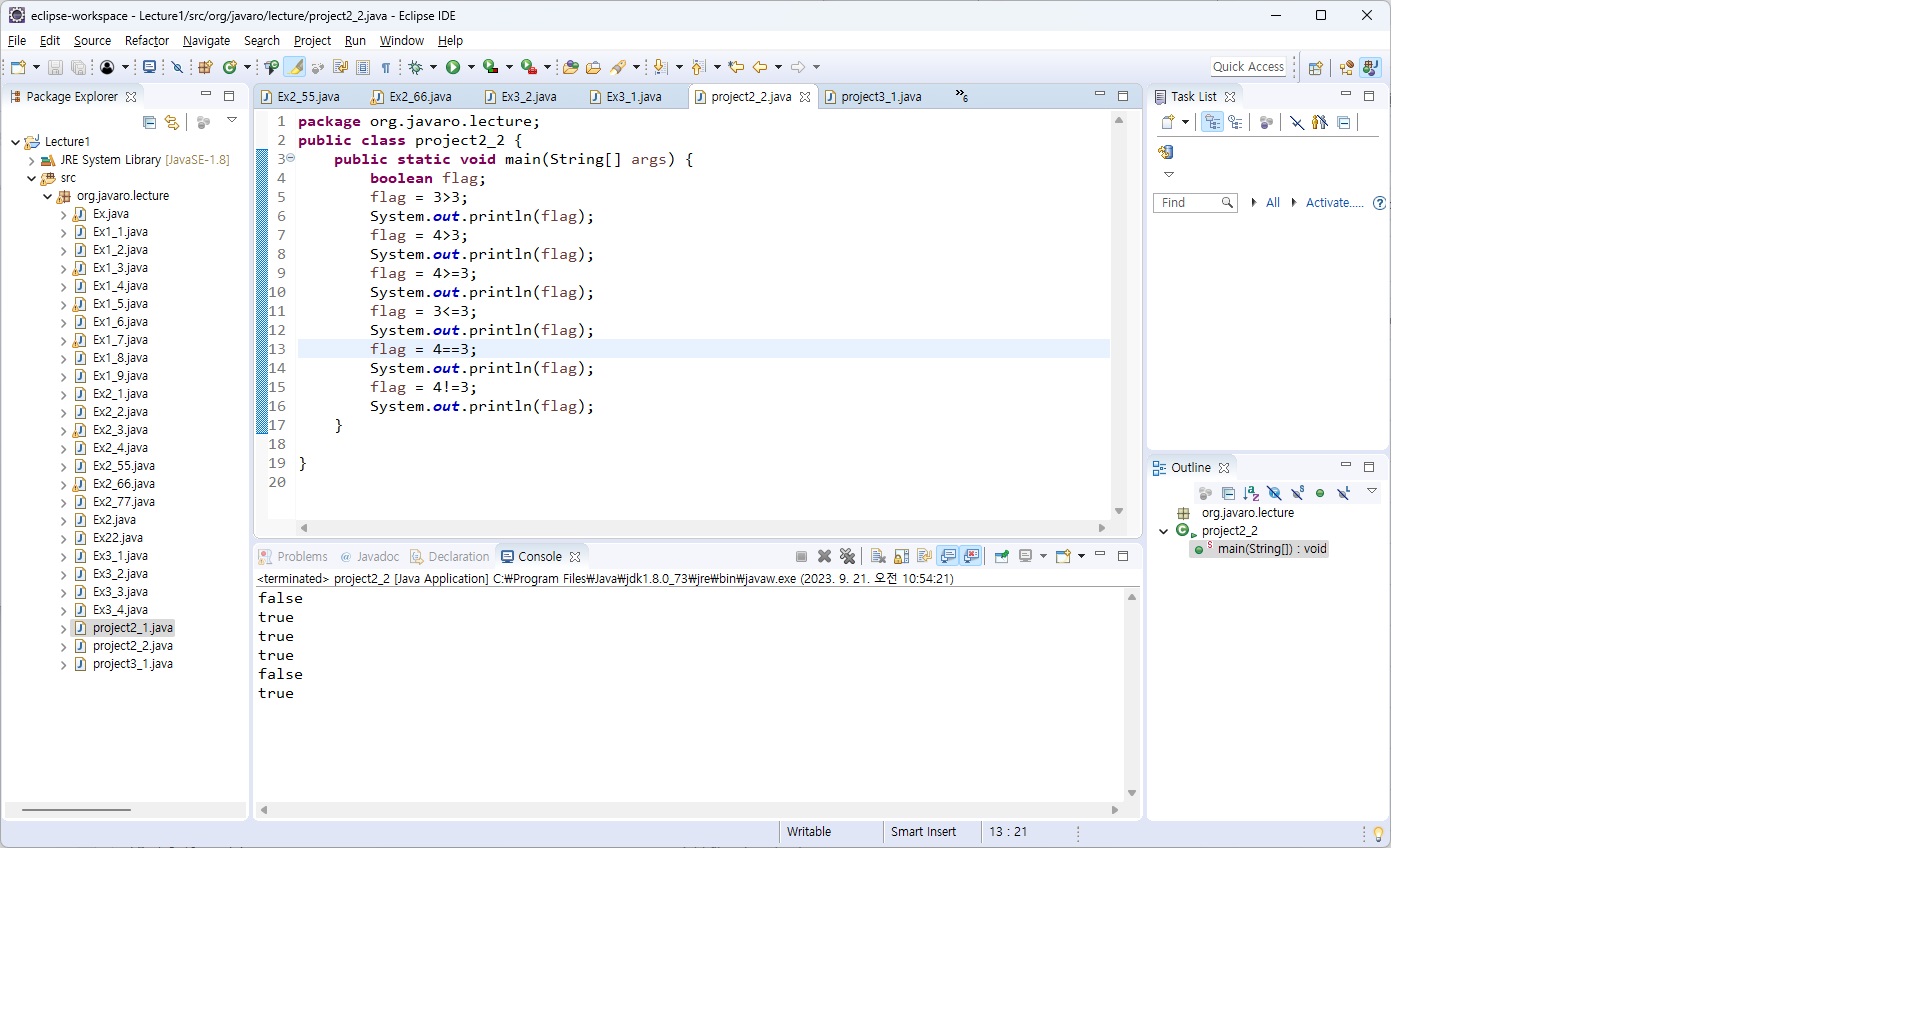 eclipse-workspace - Lecture1/src/org/javaro/lecture/project2_2.java - Eclipse IDE
File Edit Source Refactor Navigate Search Project Run Window Help
Quick Access
Package Explorer
Lecture1
JRE System Library [JavaSE-1.8]
src
org.javaro.lecture
Ex.java
Ex1_1.java
Ex1_2.java
Ex1_3.java
Ex1_4.java
Ex1_5.java
Ex1_6.java
Ex1_7.java
Ex1_8.java
Ex1_9.java
Ex2_1.java
Ex2_2.java
Ex2_3.java
Ex2_4.java
Ex2_55.java
Ex2_66.java
Ex2_77.java
Ex2.java
Ex22.java
Ex3_1.java
Ex3_2.java
Ex3_3.java
Ex3_4.java
project2_1.java
project2_2.java
project3_1.java
Ex2_55.java Ex2_66.java Ex3_2.java Ex3_1.java project2_2.java project3_1.java »6
1 package org.javaro.lecture;
2 public class project2_2 {
3 public static void main(String[] args) {
4 boolean flag;
5 flag = 3>3;
6 System.out.println(flag);
7 flag = 4>3;
8 System.out.println(flag);
9 flag = 4>=3;
10 System.out.println(flag);
11 flag = 3<=3;
12 System.out.println(flag);
13 flag = 4==3;
14 System.out.println(flag);
15 flag = 4!=3;
16 System.out.println(flag);
17 }
18
19 }
20
Problems @ Javadoc Declaration Console
<terminated> project2_2 [Java Application] C:₩Program Files₩Java₩jdk1.8.0_73₩jre₩bin₩javaw.exe (2023. 9. 21. 오전 10:54:21)
false
true
true
true
false
true
Task List
Find All Activate.....
Outline
org.javaro.lecture
project2_2
main(String[]) : void
Writable Smart Insert 13 : 21